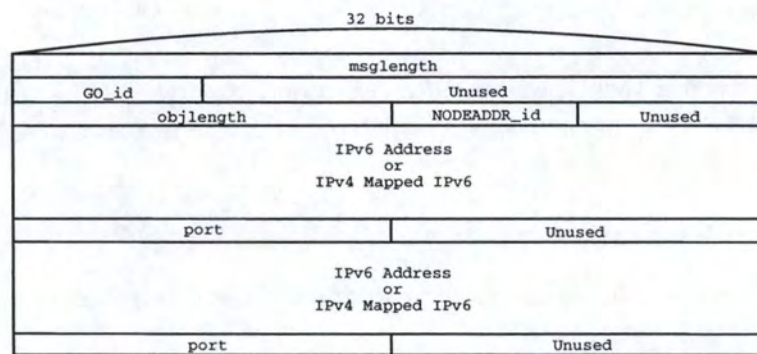 32 bits
msglength
GO_id Unused
objlength NODEADDR_id Unused
IPv6 Address
or
IPv4 Mapped IPv6
port Unused
IPv6 Address
or
IPv4 Mapped IPv6
port Unused